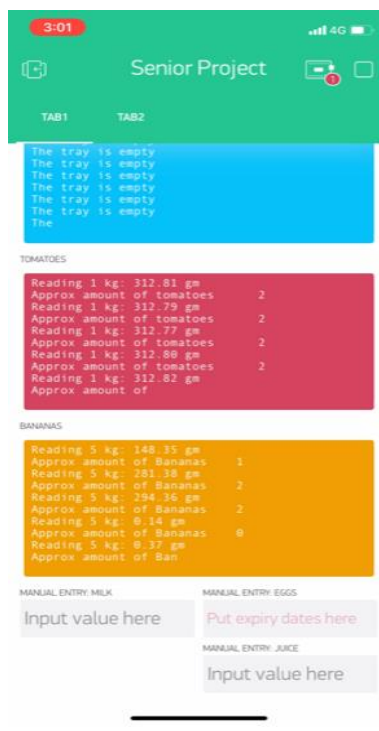 3:01
4G
Senior Project
1
TAB1
TAB2
The tray is empty
The tray is empty
The tray is empty
The tray is empty
The tray is empty
The tray is empty
The
TOMATOES
Reading 1 kg: 312.81 gm
Approx amount of tomatoes 2
Reading 1 kg: 312.79 gm
Approx amount of tomatoes 2
Reading 1 kg: 312.77 gm
Approx amount of tomatoes 2
Reading 1 kg: 312.80 gm
Approx amount of tomatoes 2
Reading 1 kg: 312.82 gm
Approx amount of
BANANAS
Reading 5 kg: 148.35 gm
Approx amount of Bananas 1
Reading 5 kg: 281.38 gm
Approx amount of Bananas 2
Reading 5 kg: 294.36 gm
Approx amount of Bananas 2
Reading 5 kg: 0.14 gm
Approx amount of Bananas 0
Reading 5 kg: 0.37 gm
Approx amount of Ban
MANUAL ENTRY: MILK
Input value here
MANUAL ENTRY: EGGS
Put expiry dates here
MANUAL ENTRY: JUICE
Input value here